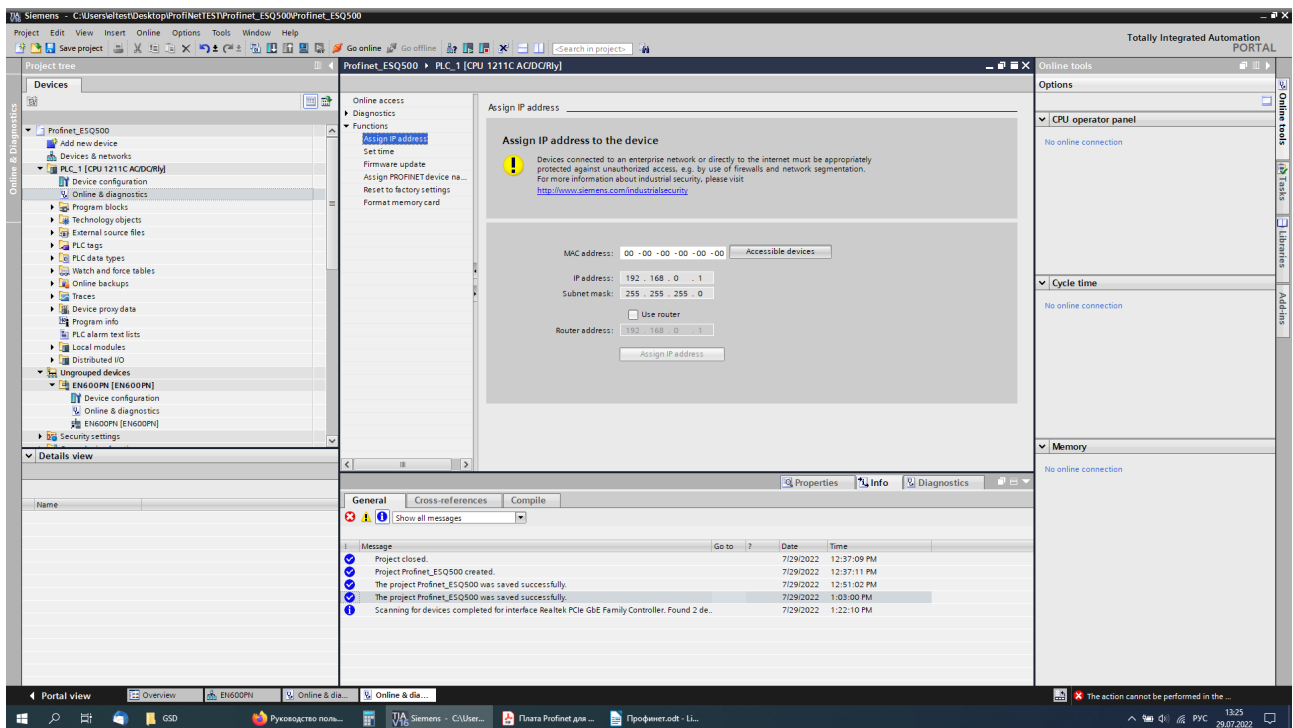 Siemens - C:\Users\eltest\Desktop\ProfiNetTEST\Profinet_ESQ500\Profinet_ESQ500
Project Edit View Insert Online Options Tools Window Help
Totally Integrated Automation
PORTAL
Save project
Go online
Go offline
<Search in project>
Project tree
Devices
Online & Diagnostics
Profinet_ESQ500
Add new device
Devices & networks
PLC_1 [CPU 1211C AC/DC/Rly]
Device configuration
Online & diagnostics
Program blocks
Technology objects
External source files
PLC tags
PLC data types
Watch and force tables
Online backups
Traces
Device proxy data
Program info
PLC alarm text lists
Local modules
Distributed I/O
Ungrouped devices
EN600PN [EN600PN]
Device configuration
Online & diagnostics
EN600PN [EN600PN]
Security settings
Details view
Name
Profinet_ESQ500 PLC_1 [CPU 1211C AC/DC/Rly]
Online access
Diagnostics
Functions
Assign IP address
Set time
Firmware update
Assign PROFINET device na...
Reset to factory settings
Format memory card
Assign IP address
Assign IP address to the device
Devices connected to an enterprise network or directly to the internet must be appropriately
protected against unauthorized access, e.g. by use of firewalls and network segmentation.
For more information about industrial security, please visit
http://www.siemens.com/industrialsecurity
MAC address: 00 -00 -00 -00 -00 -00 Accessible devices
IP address: 192 . 168 . 0 . 1
Subnet mask: 255 . 255 . 255 . 0
Use router
Router address: 192 . 168 . 0 . 1
Assign IP address
Properties Info Diagnostics
General Cross-references Compile
Show all messages
! Message Go to ? Date Time
Project closed. 7/29/2022 12:37:09 PM
Project Profinet_ESQ500 created. 7/29/2022 12:37:11 PM
The project Profinet_ESQ500 was saved successfully. 7/29/2022 12:51:02 PM
The project Profinet_ESQ500 was saved successfully. 7/29/2022 1:03:00 PM
Scanning for devices completed for interface Realtek PCIe GbE Family Controller. Found 2 de.. 7/29/2022 1:22:10 PM
Online tools
Options
CPU operator panel
No online connection
Cycle time
No online connection
Memory
No online connection
Online tools
Tasks
Libraries
Add-ins
Portal view
Overview
EN600PN
Online & dia...
Online & dia...
The action cannot be performed in the ...
GSD
Руководство поль...
Siemens - C:\User...
Плата Profinet для ...
Профинет.odt - Li...
РУС
13:25
29.07.2022